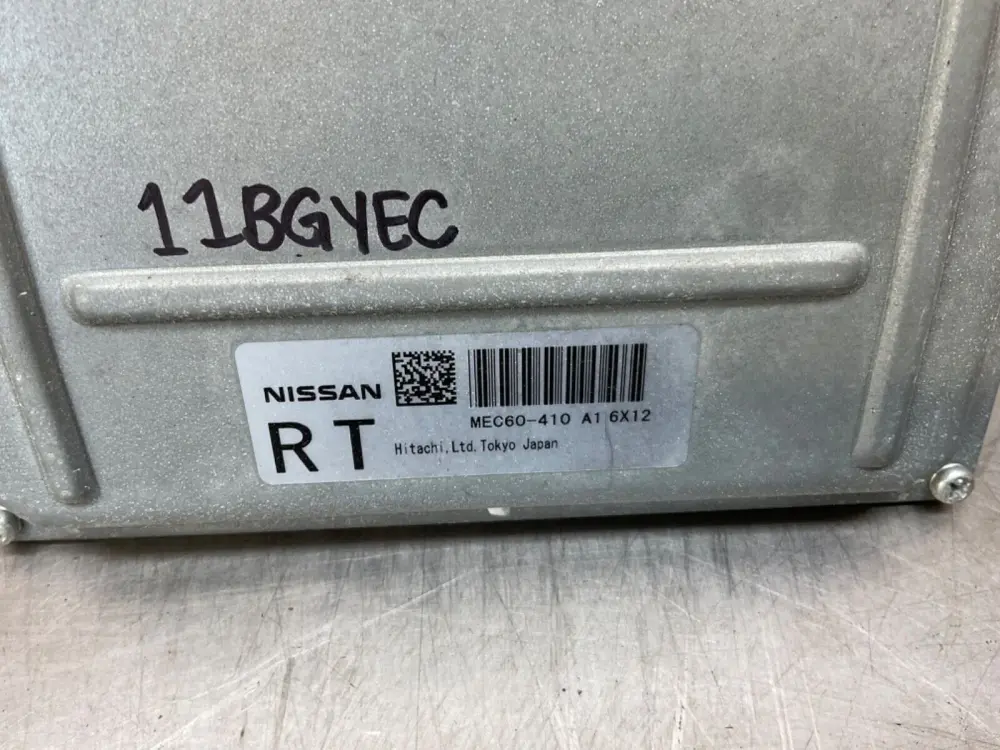 11BGYEC
NISSAN
RT
MEC60-410 A1 6X12
Hitachi,Ltd.Tokyo Japan